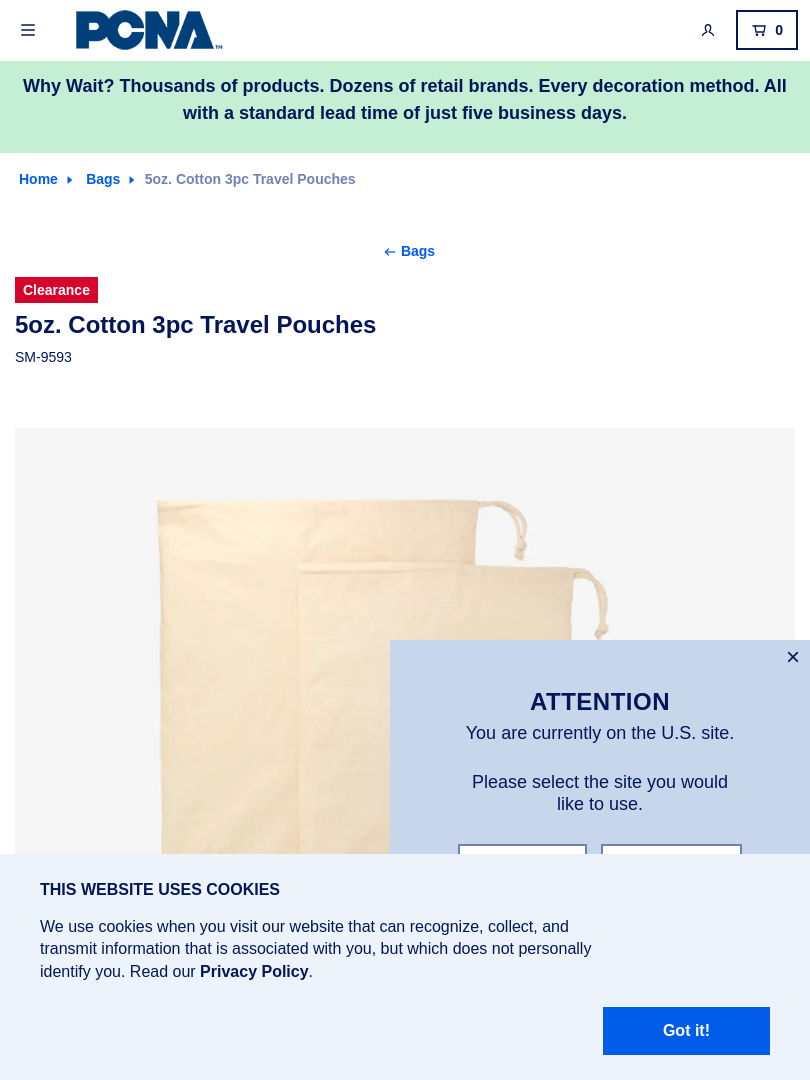 PCNA™
0
Why Wait? Thousands of products. Dozens of retail brands. Every decoration method. All
with a standard lead time of just five business days.
Home Bags 5oz. Cotton 3pc Travel Pouches
← Bags
Clearance
5oz. Cotton 3pc Travel Pouches
SM-9593
ATTENTION
You are currently on the U.S. site.
Please select the site you would
like to use.
THIS WEBSITE USES COOKIES
We use cookies when you visit our website that can recognize, collect, and
transmit information that is associated with you, but which does not personally
identify you. Read our Privacy Policy.
Got it!